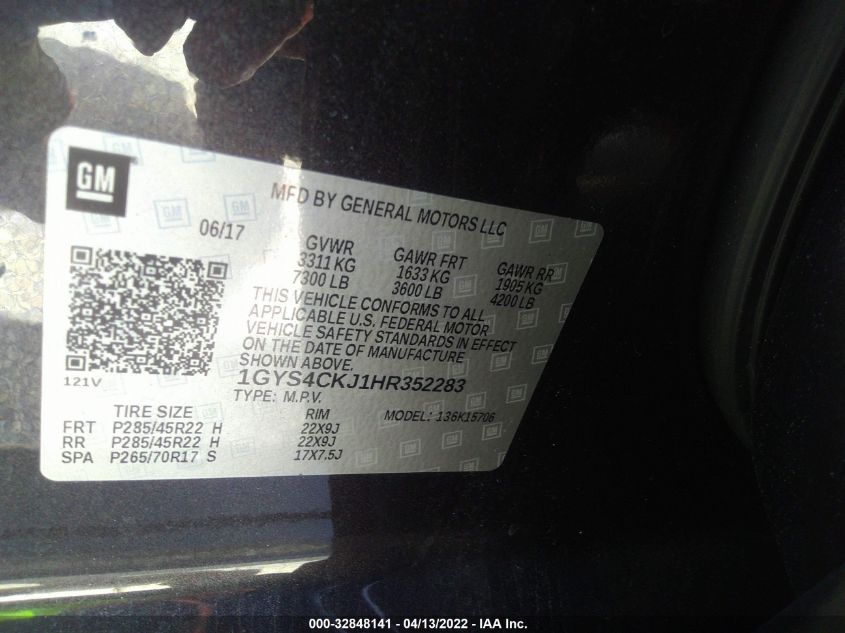 GM
MFD BY GENERAL MOTORS LLC
06/17
GVWR GAWR FRT GAWR RR
3311 KG 1633 KG 1905 KG
7300 LB 3600 LB 4200 LB
THIS VEHICLE CONFORMS TO ALL
APPLICABLE U.S. FEDERAL MOTOR
VEHICLE SAFETY STANDARDS IN EFFECT
ON THE DATE OF MANUFACTURE
SHOWN ABOVE.
121V
1GYS4CKJ1HR352283
TYPE: M.P.V.
MODEL: 136K15706
TIRE SIZE RIM
FRT P285/45R22 H 22X9J
RR P285/45R22 H 22X9J
SPA P265/70R17 S 17X7.5J
000-32848141 - 04/13/2022 - IAA Inc.